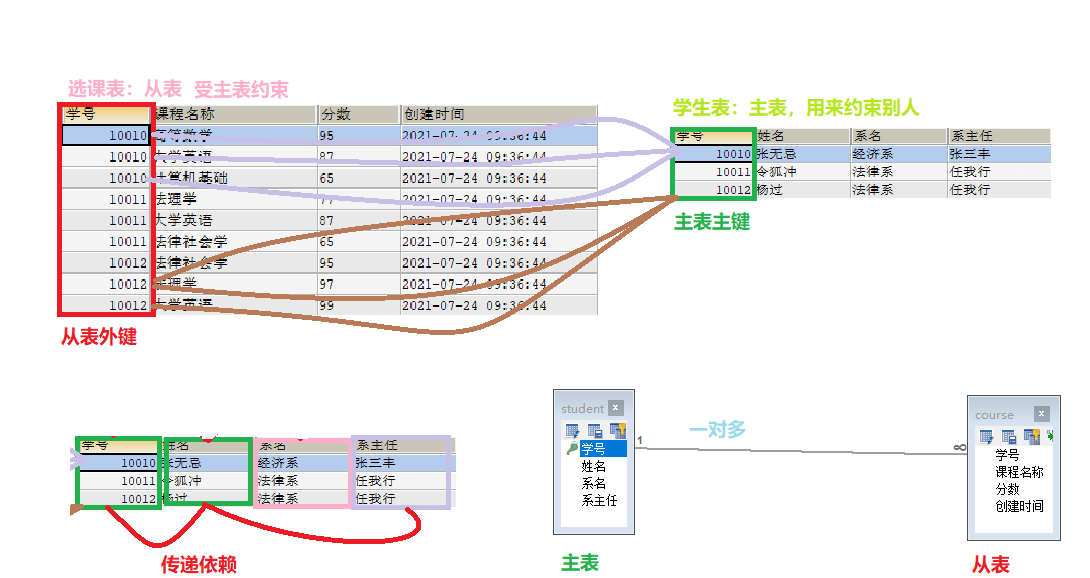 选课表：从表 受主表约束
学号 课程名称 分数 创建时间
10010 高等数学 95 2021-07-24 09:36:44
10010 大学英语 87 2021-07-24 09:36:44
10010 计算机基础 65 2021-07-24 09:36:44
10011 法理学 77 2021-07-24 09:36:44
10011 大学英语 87 2021-07-24 09:36:44
10011 法律社会学 65 2021-07-24 09:36:44
10012 法律社会学 95 2021-07-24 09:36:44
10012 法理学 97 2021-07-24 09:36:44
10012 大学英语 99 2021-07-24 09:36:44
从表外键
学生表：主表，用来约束别人
学号 姓名 系名 系主任
10010 张无忌 经济系 张三丰
10011 令狐冲 法律系 任我行
10012 杨过 法律系 任我行
主表主键
学号 姓名 系名 系主任
10010 张无忌 经济系 张三丰
10011 令狐冲 法律系 任我行
10012 杨过 法律系 任我行
传递依赖
student
学号
姓名
系名
系主任
主表
1
一对多
∞
course
学号
课程名称
分数
创建时间
从表